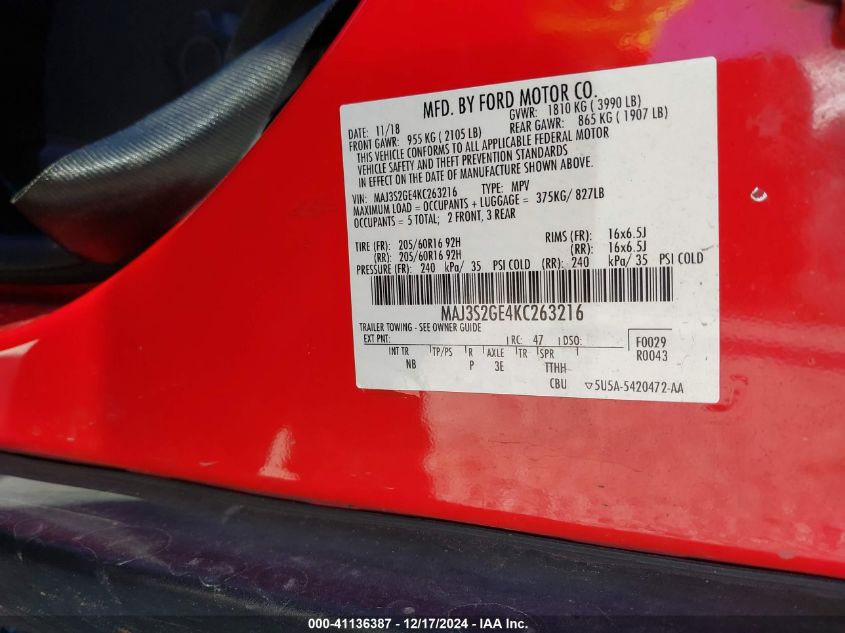 MFD. BY FORD MOTOR CO.
DATE: 11/18 GVWR: 1810 KG ( 3990 LB)
FRONT GAWR: 955 KG ( 2105 LB) REAR GAWR: 865 KG ( 1907 LB)
THIS VEHICLE CONFORMS TO ALL APPLICABLE FEDERAL MOTOR
VEHICLE SAFETY AND THEFT PREVENTION STANDARDS
IN EFFECT ON THE DATE OF MANUFACTURE SHOWN ABOVE.
VIN: MAJ3S2GE4KC263216 TYPE: MPV
MAXIMUM LOAD = OCCUPANTS + LUGGAGE = 375KG/ 827LB
OCCUPANTS = 5 TOTAL; 2 FRONT, 3 REAR
TIRE (FR): 205/60R16 92H RIMS (FR): 16x6.5J
(RR): 205/60R16 92H (RR): 16x6.5J
PRESSURE (FR): 240 kPa/ 35 PSI COLD (RR): 240 kPa/ 35 PSI COLD
MAJ3S2GE4KC263216
TRAILER TOWING - SEE OWNER GUIDE
EXT PNT: RC: 47 DSO: F0029
R0043
INT TR TP/PS R AXLE TR SPR
NB P 3E TTHH
CBU 5U5A-5420472-AA
000-41136387 - 12/17/2024 - IAA Inc.